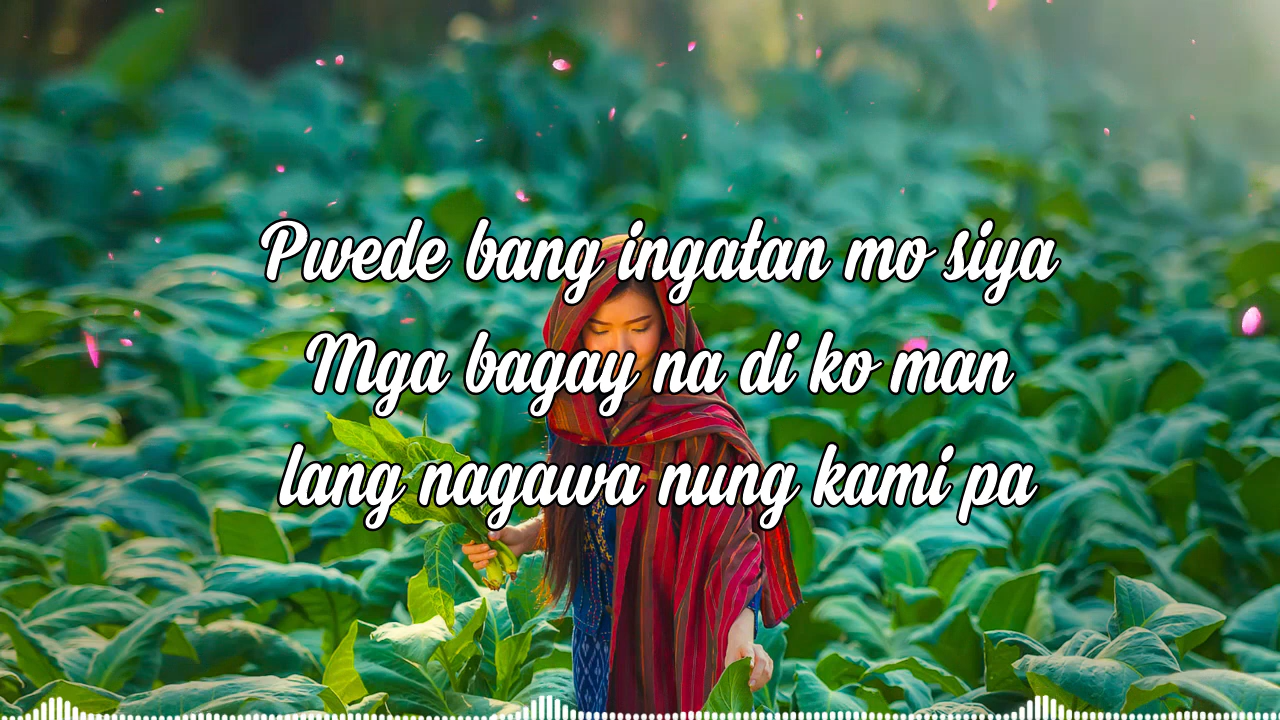 Pwede bang ingatan mo siya
Mga bagay na di ko man
lang nagawa nung kami pa